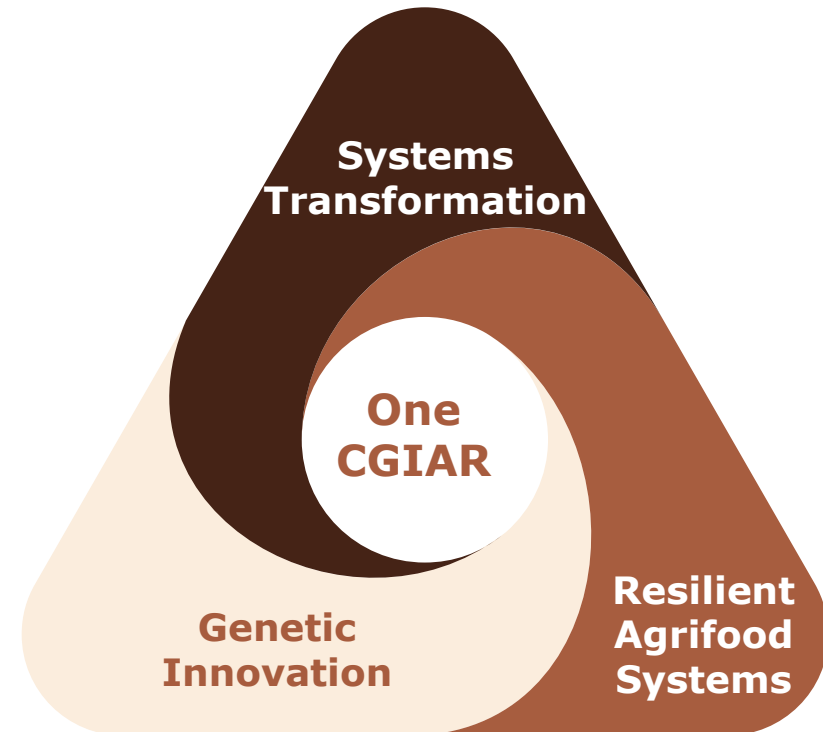 Systems
Transformation
One
CGIAR
Resilient
Agrifood
Systems
Genetic
Innovation